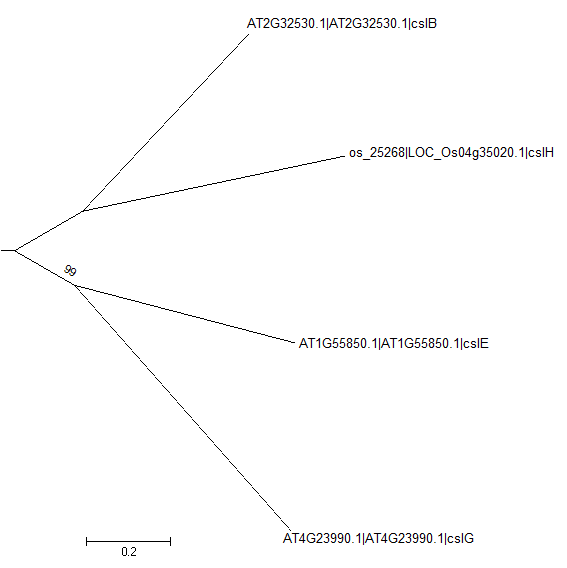 AT2G32530.1|AT2G32530.1|cslB
os_25268|LOC_Os04g35020.1|cslH
99
AT1G55850.1|AT1G55850.1|cslE
AT4G23990.1|AT4G23990.1|cslG
0.2